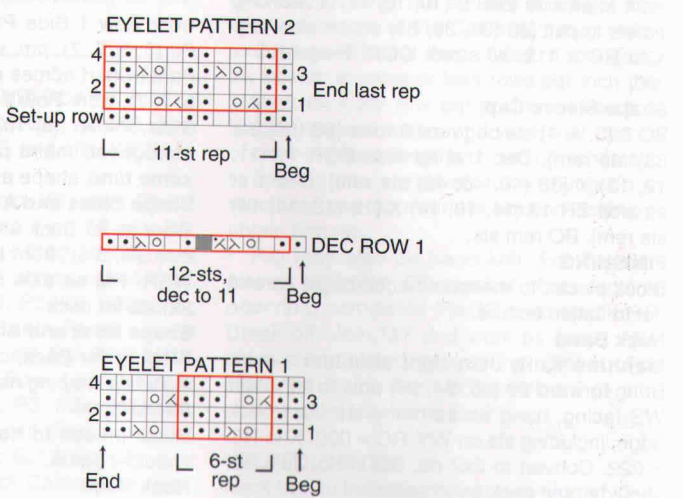 EYELET PATTERN 2
4
3
End last rep
2
1
Set-up row
11-st rep
Beg
DEC ROW 1
12-sts,
dec to 11
Beg
EYELET PATTERN 1
4
3
2
1
End
6-st
rep
Beg